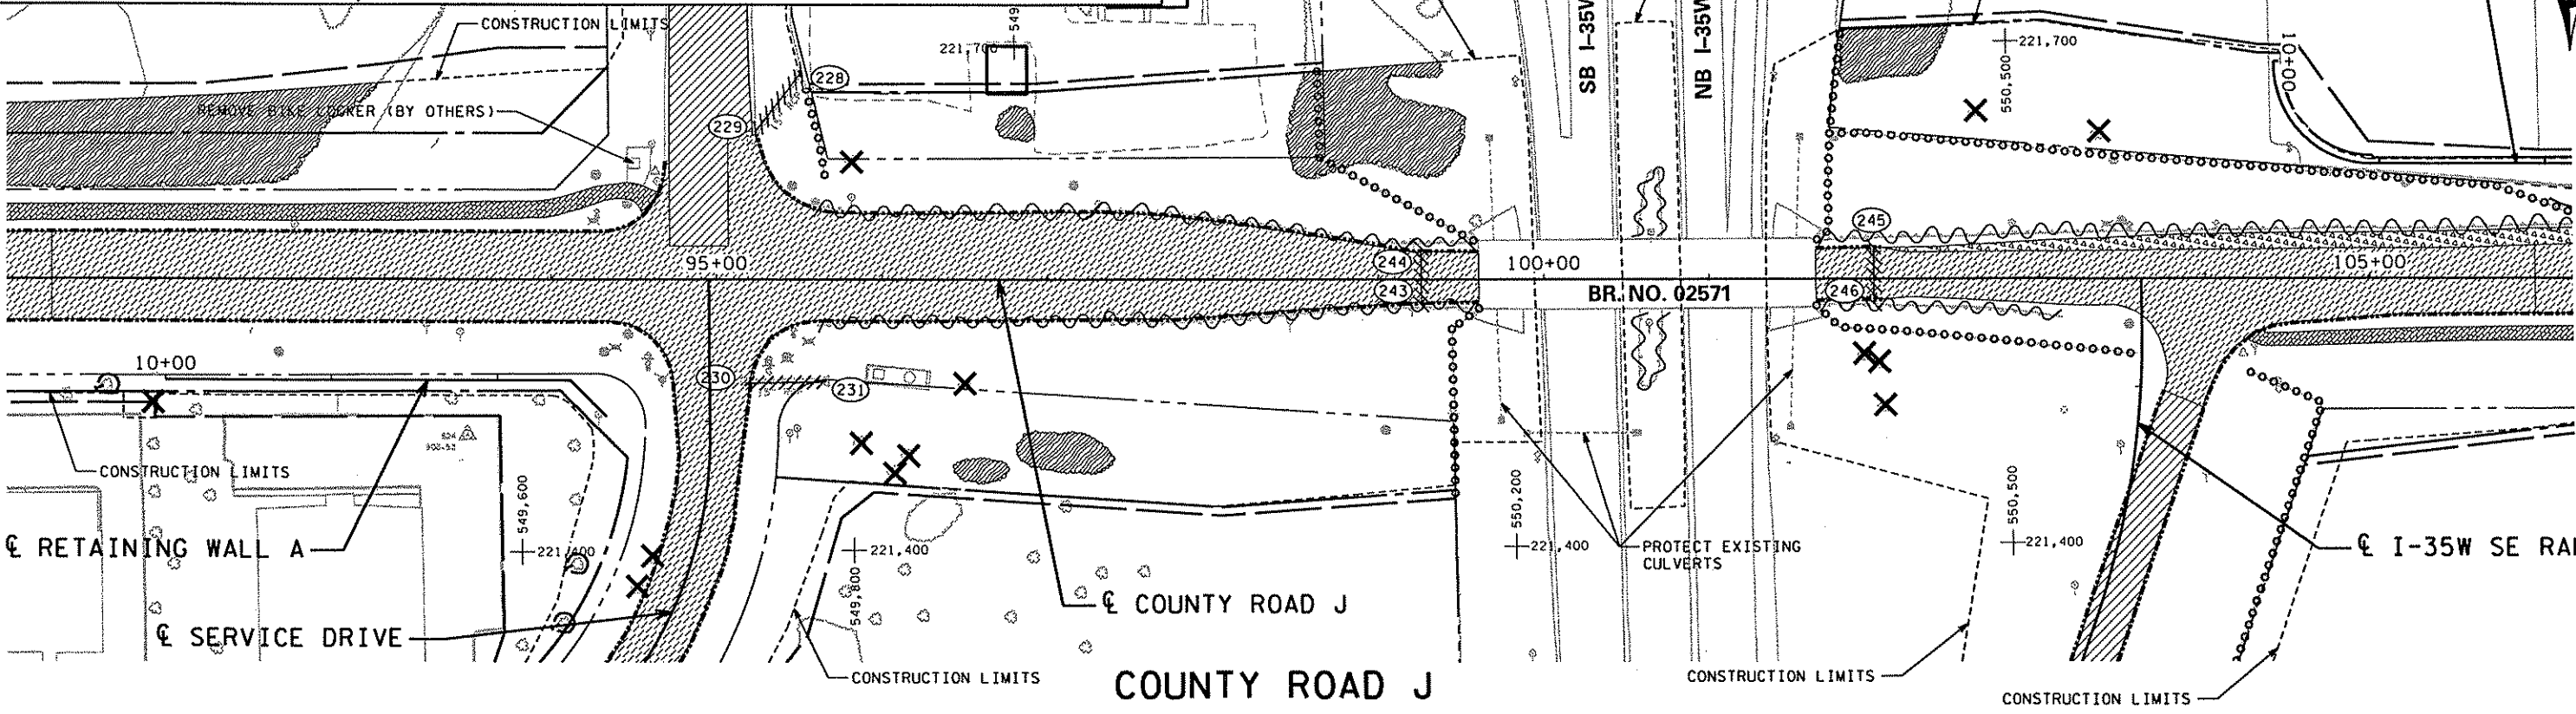 CONSTRUCTION LIMITS
549
221,700
SB I-35W
NB I-35W
221,700
550,500
10+00
228
REMOVE BIKE LOCKER (BY OTHERS)
229
245
95+00
244
100+00
105+00
243
BR. NO. 02571
246
10+00
230
231
CONSTRUCTION LIMITS
549,600
550,200
550,500
℄ RETAINING WALL A
221,400
221,400
221,400
PROTECT EXISTING
CULVERTS
221,400
℄ I-35W SE RA
549,800
℄ COUNTY ROAD J
℄ SERVICE DRIVE
CONSTRUCTION LIMITS
COUNTY ROAD J
CONSTRUCTION LIMITS
CONSTRUCTION LIMITS